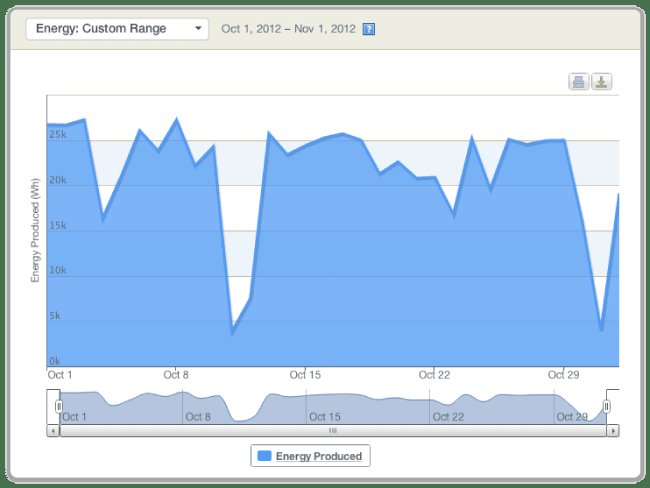 Energy: Custom Range
Oct 1, 2012 – Nov 1, 2012 ?
Energy Produced (Wh)
25k
20k
15k
10k
5k
0k
Oct 1 Oct 8 Oct 15 Oct 22 Oct 29
Oct 1 Oct 8 Oct 15 Oct 22 Oct 29
Energy Produced